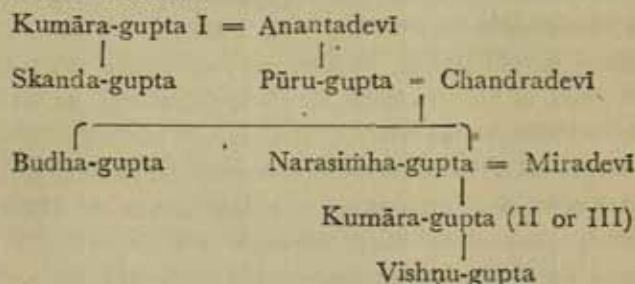 Kumāra-gupta I = Anantadevī
Skanda-gupta Pūru-gupta = Chandradevī
Budha-gupta Narasiṁha-gupta = Miradevī
Kumāra-gupta (II or III)
Vishṇu-gupta